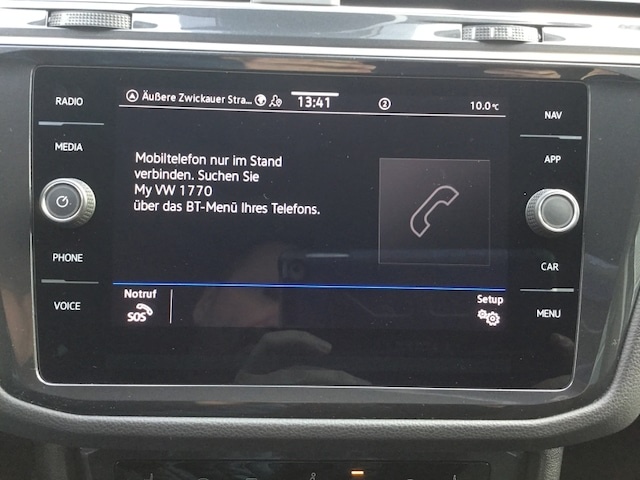 RADIO
MEDIA
PHONE
VOICE
Äußere Zwickauer Stra... 13:41 2 10.0 °C
Mobiltelefon nur im Stand
verbinden. Suchen Sie
My VW 1770
über das BT-Menü Ihres Telefons.
Notruf
SOS
Setup
NAV
APP
CAR
MENU